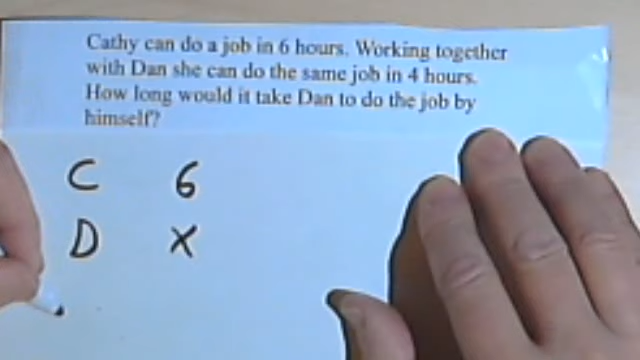 Cathy can do a job in 6 hours. Working together
with Dan she can do the same job in 4 hours.
How long would it take Dan to do the job by
himself?
C 6
D X